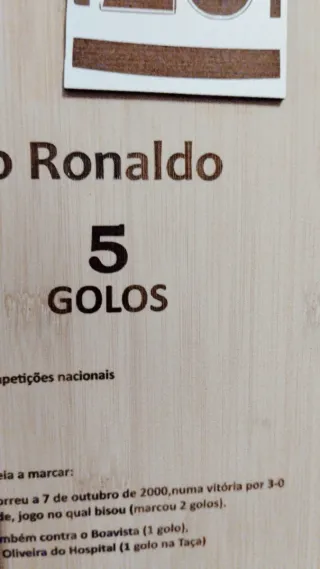 o Ronaldo
5
GOLOS
mpetições nacionais
eia a marcar:
orreu a 7 de outubro de 2000,numa vitória por 3-0
de, jogo no qual bisou (marcou 2 golos).
mbém contra o Boavista (1 golo),
Oliveira do Hospital (1 golo na Taça)